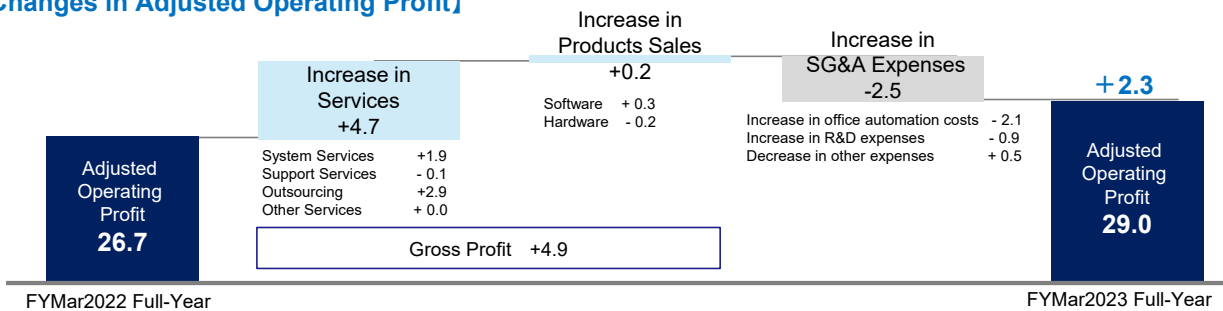 Changes in Adjusted Operating Profit】
Increase in
Products Sales
+0.2
Software + 0.3
Hardware - 0.2
Increase in
Services
+4.7
System Services +1.9
Support Services - 0.1
Outsourcing +2.9
Other Services + 0.0
Gross Profit +4.9
Increase in
SG&A Expenses
-2.5
Increase in office automation costs - 2.1
Increase in R&D expenses - 0.9
Decrease in other expenses + 0.5
Adjusted
Operating
Profit
26.7
FYMar2022 Full-Year
＋2.3
Adjusted
Operating
Profit
29.0
FYMar2023 Full-Year